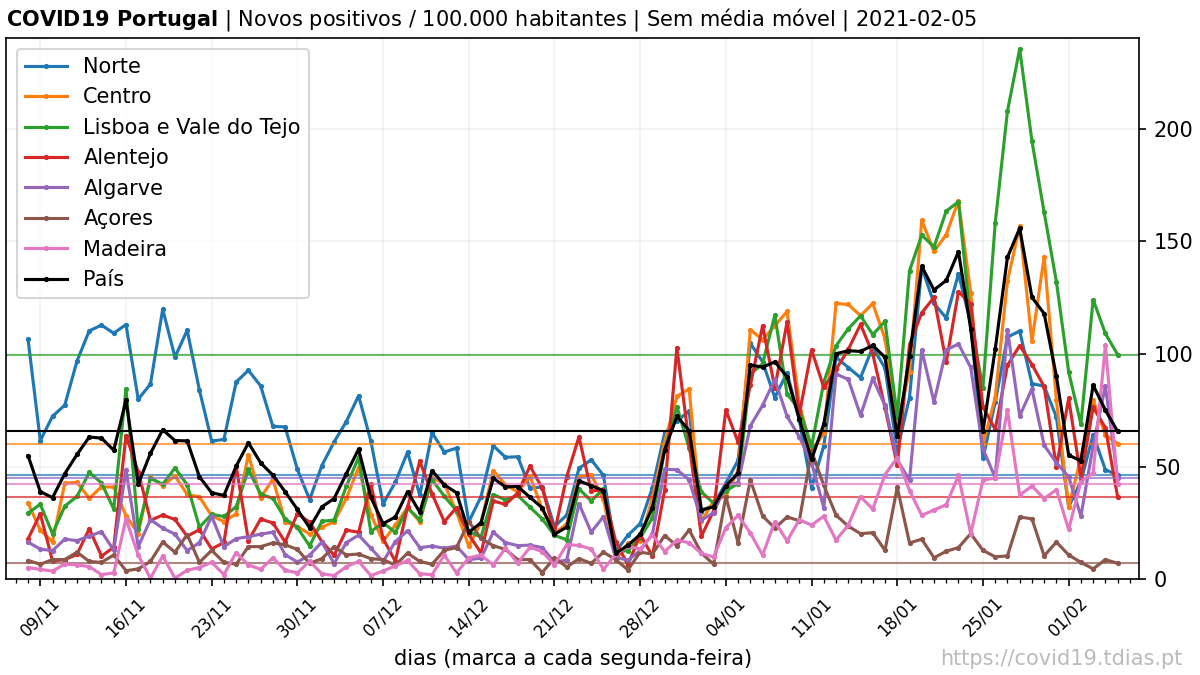 COVID19 Portugal | Novos positivos / 100.000 habitantes | Sem média móvel | 2021-02-05
Norte
Centro
Lisboa e Vale do Tejo
Alentejo
Algarve
Açores
Madeira
País
200
150
100
50
0
09/11
16/11
23/11
30/11
07/12
14/12
21/12
28/12
04/01
11/01
18/01
25/01
01/02
dias (marca a cada segunda-feira)
https://covid19.tdias.pt